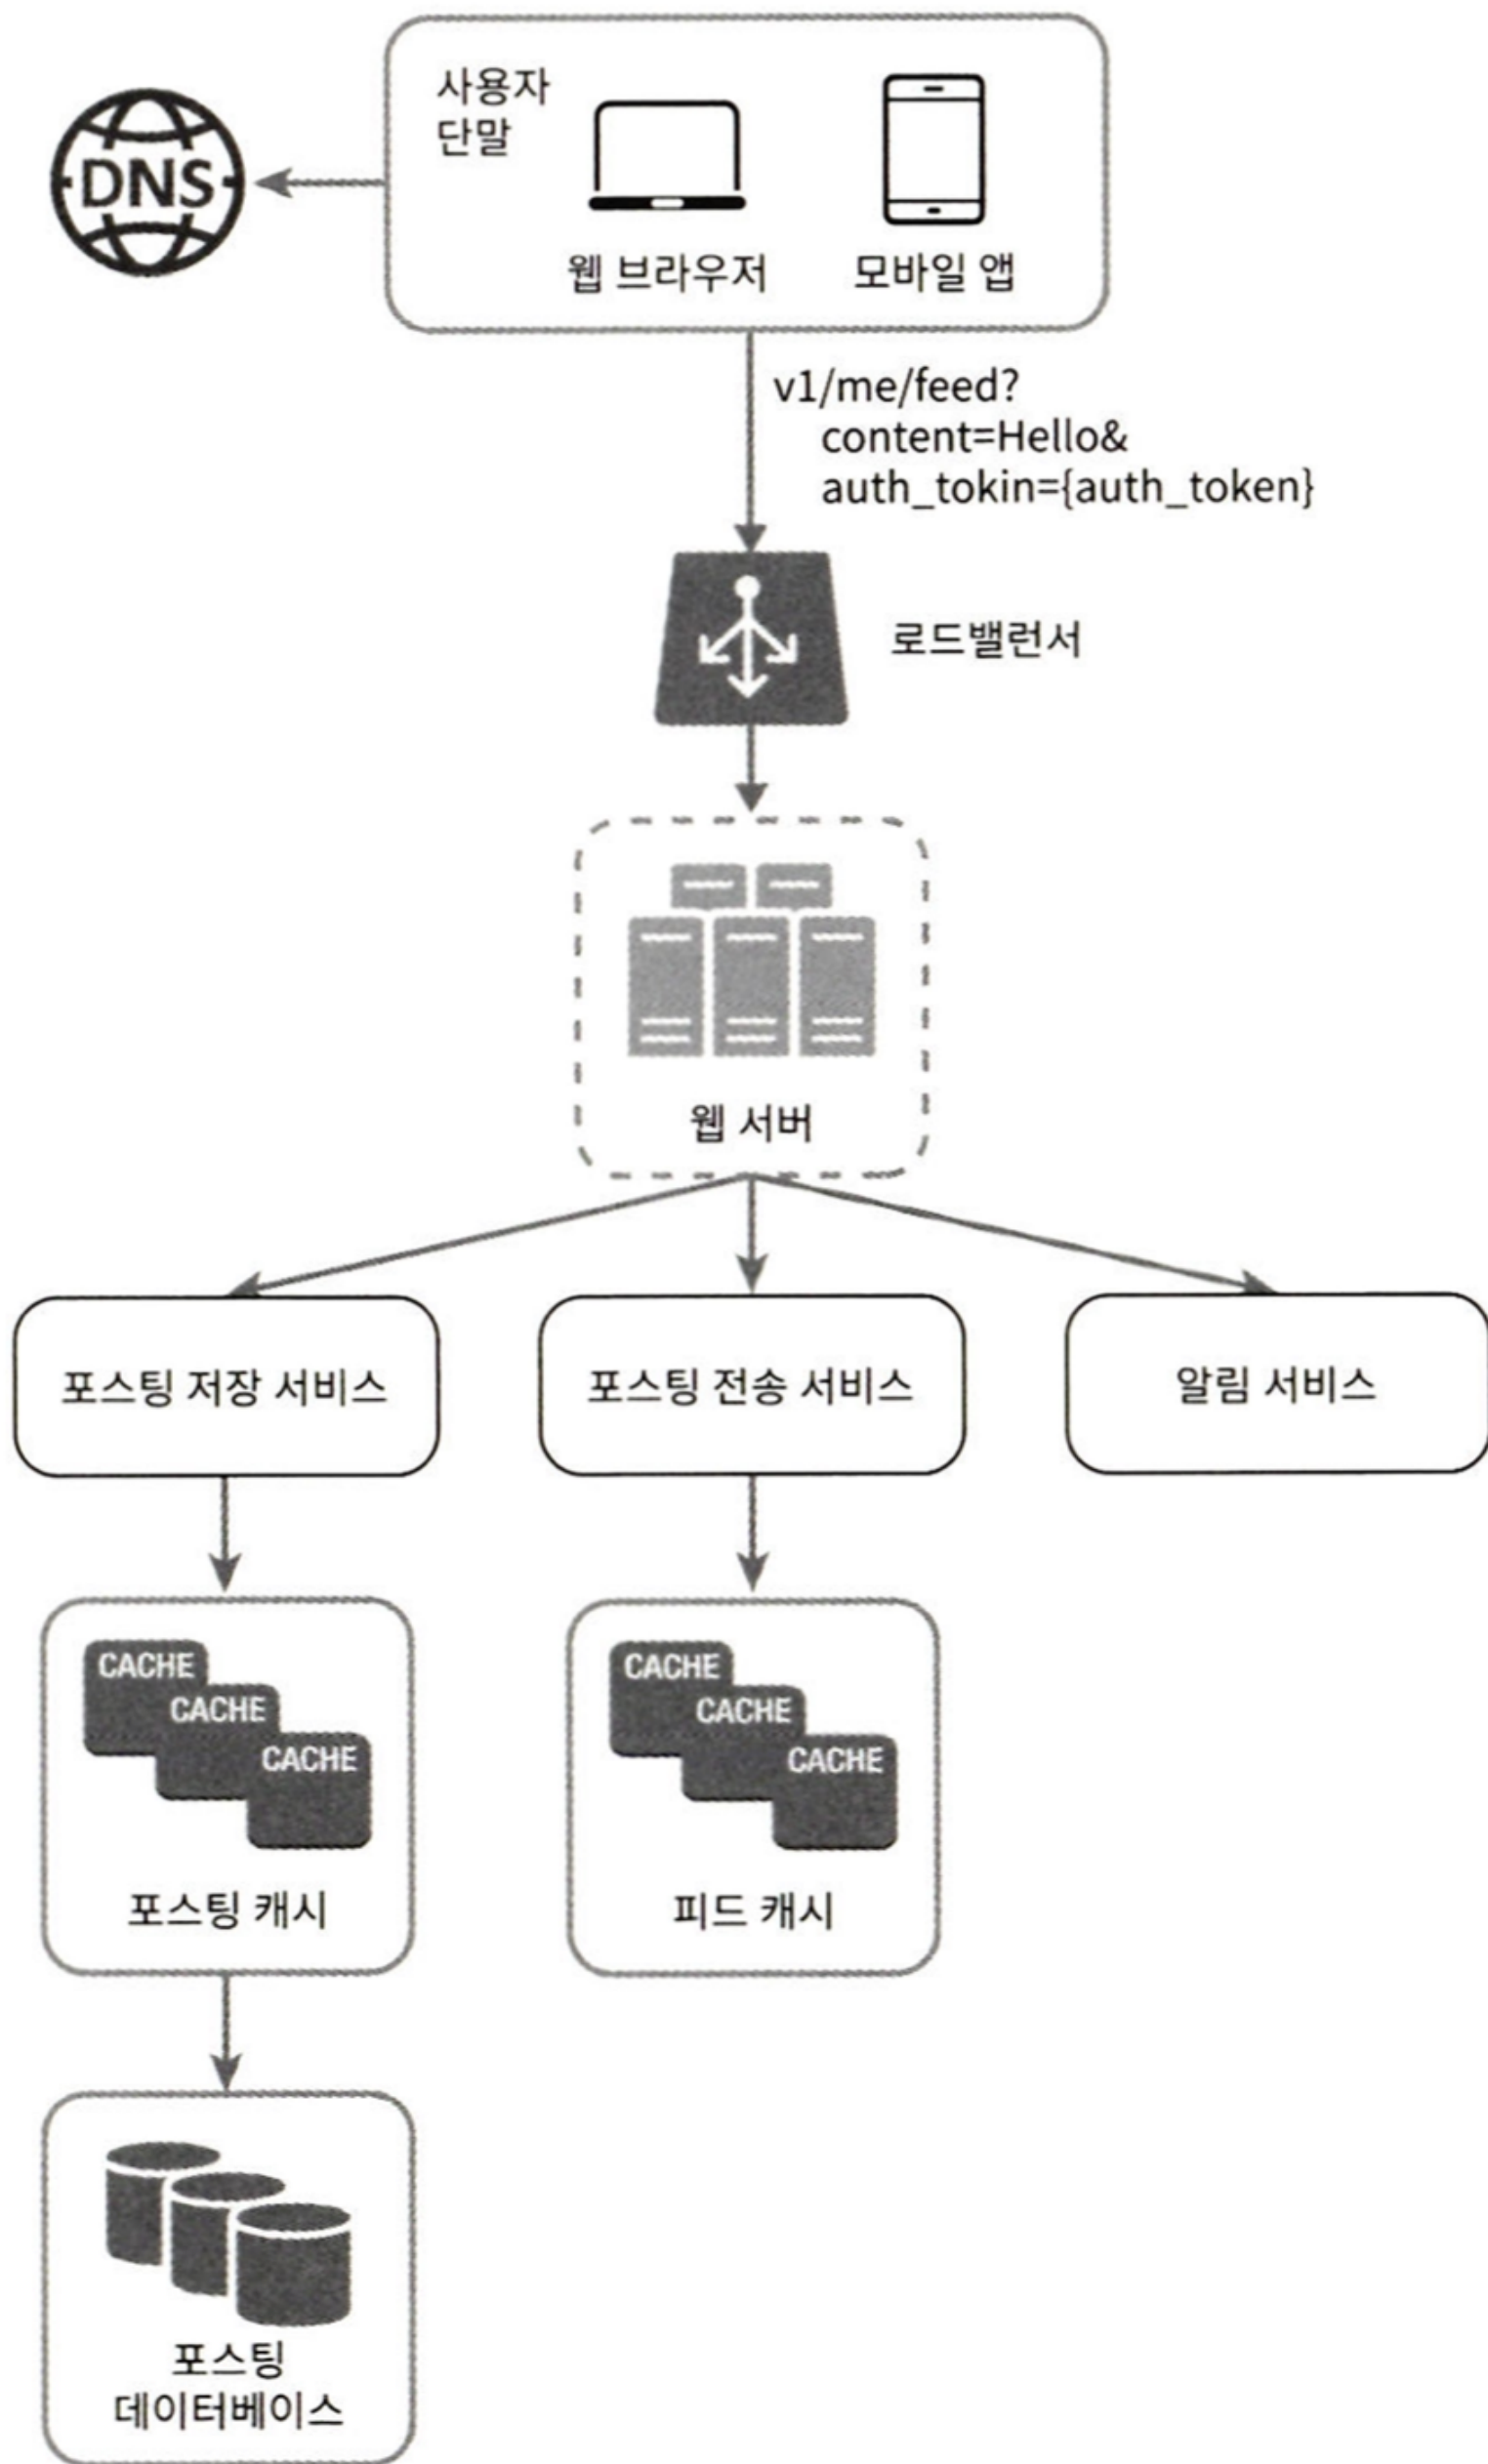 사용자
단말
DNS
웹 브라우저
모바일 앱
v1/me/feed?
content=Hello&
auth_tokin={auth_token}
로드밸런서
웹 서버
포스팅 저장 서비스
포스팅 전송 서비스
알림 서비스
CACHE
CACHE
CACHE
포스팅 캐시
CACHE
CACHE
CACHE
피드 캐시
포스팅
데이터베이스